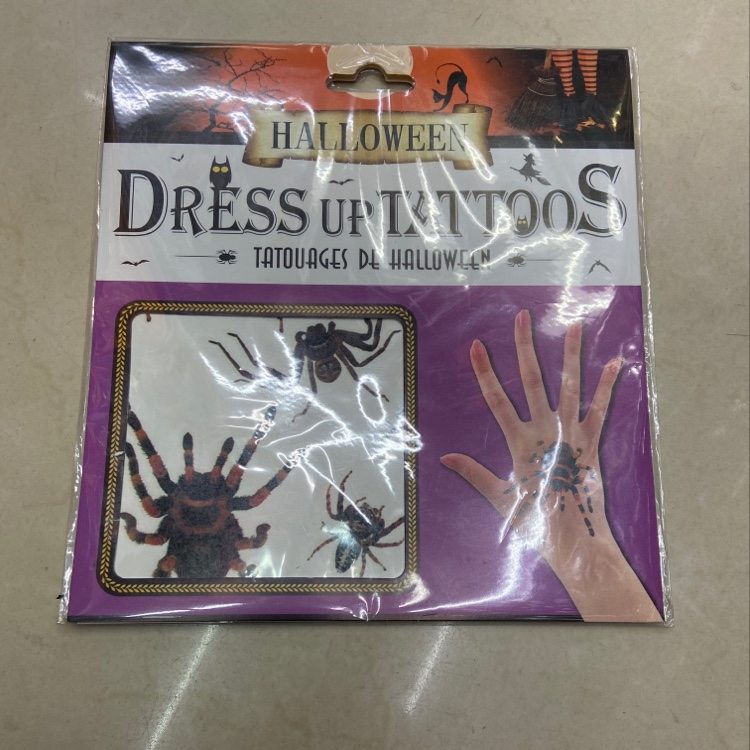 HALLOWEEN
DRESS UP TATTOOS
TATOUAGES DE HALLOWEEN